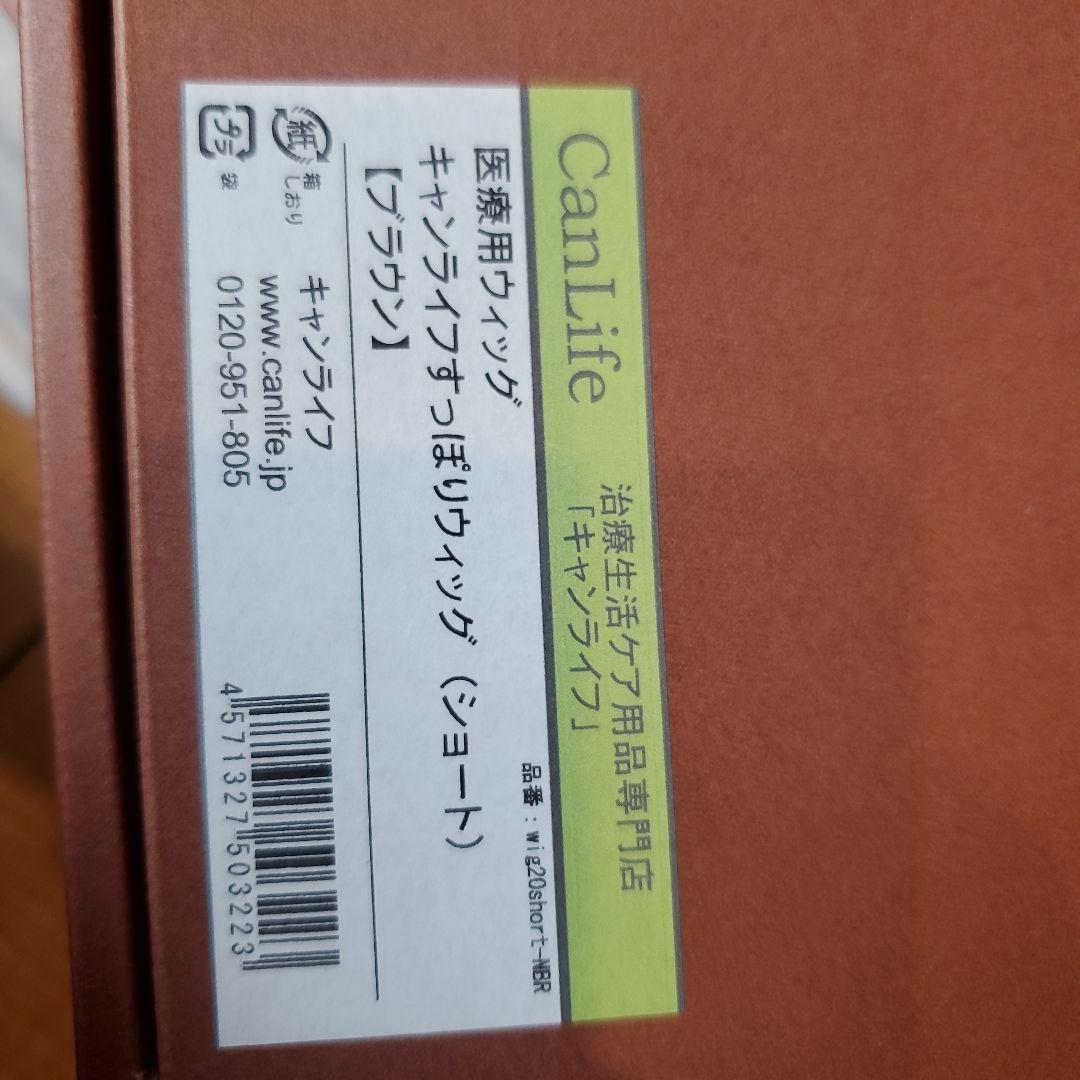 CanLife
治療生活ケア用品専門店
「キャンライフ」
品番:wig20short-NBR
医療用ウィッグ
キャンライフすっぽりウィッグ(ショート)
【ブラウン】
紙
箱
しおり
プラ
袋
キャンライフ
www.canlife.jp
0120-951-805
4571327503223